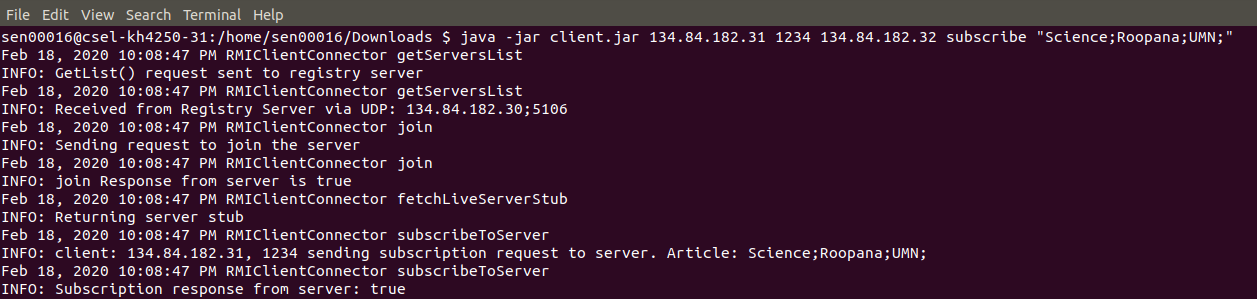 File Edit View Search Terminal Help
sen00016@csel-kh4250-31:/home/sen00016/Downloads $ java -jar client.jar 134.84.182.31 1234 134.84.182.32 subscribe "Science;Roopana;UMN;"
Feb 18, 2020 10:08:47 PM RMIClientConnector getServersList
INFO: GetList() request sent to registry server
Feb 18, 2020 10:08:47 PM RMIClientConnector getServersList
INFO: Received from Registry Server via UDP: 134.84.182.30;5106
Feb 18, 2020 10:08:47 PM RMIClientConnector join
INFO: Sending request to join the server
Feb 18, 2020 10:08:47 PM RMIClientConnector join
INFO: join Response from server is true
Feb 18, 2020 10:08:47 PM RMIClientConnector fetchLiveServerStub
INFO: Returning server stub
Feb 18, 2020 10:08:47 PM RMIClientConnector subscribeToServer
INFO: client: 134.84.182.31, 1234 sending subscription request to server. Article: Science;Roopana;UMN;
Feb 18, 2020 10:08:47 PM RMIClientConnector subscribeToServer
INFO: Subscription response from server: true